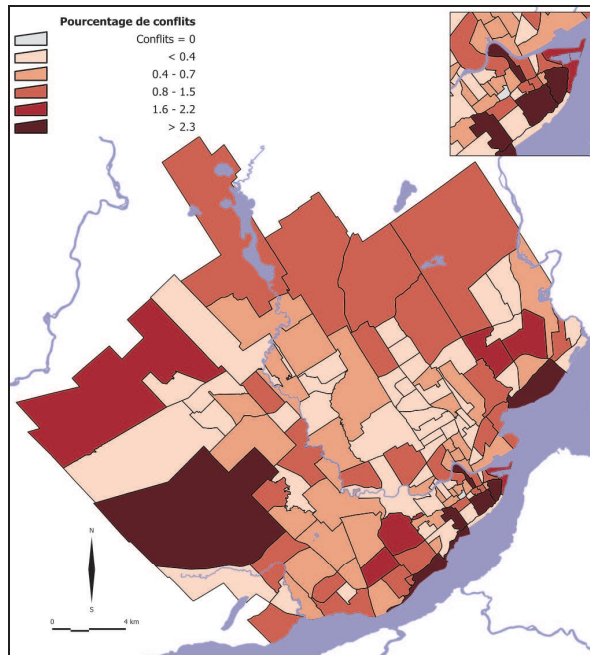 Pourcentage de conflits
Conflits = 0
< 0.4
0.4 - 0.7
0.8 - 1.5
1.6 - 2.2
> 2.3
N
S
0 4 km